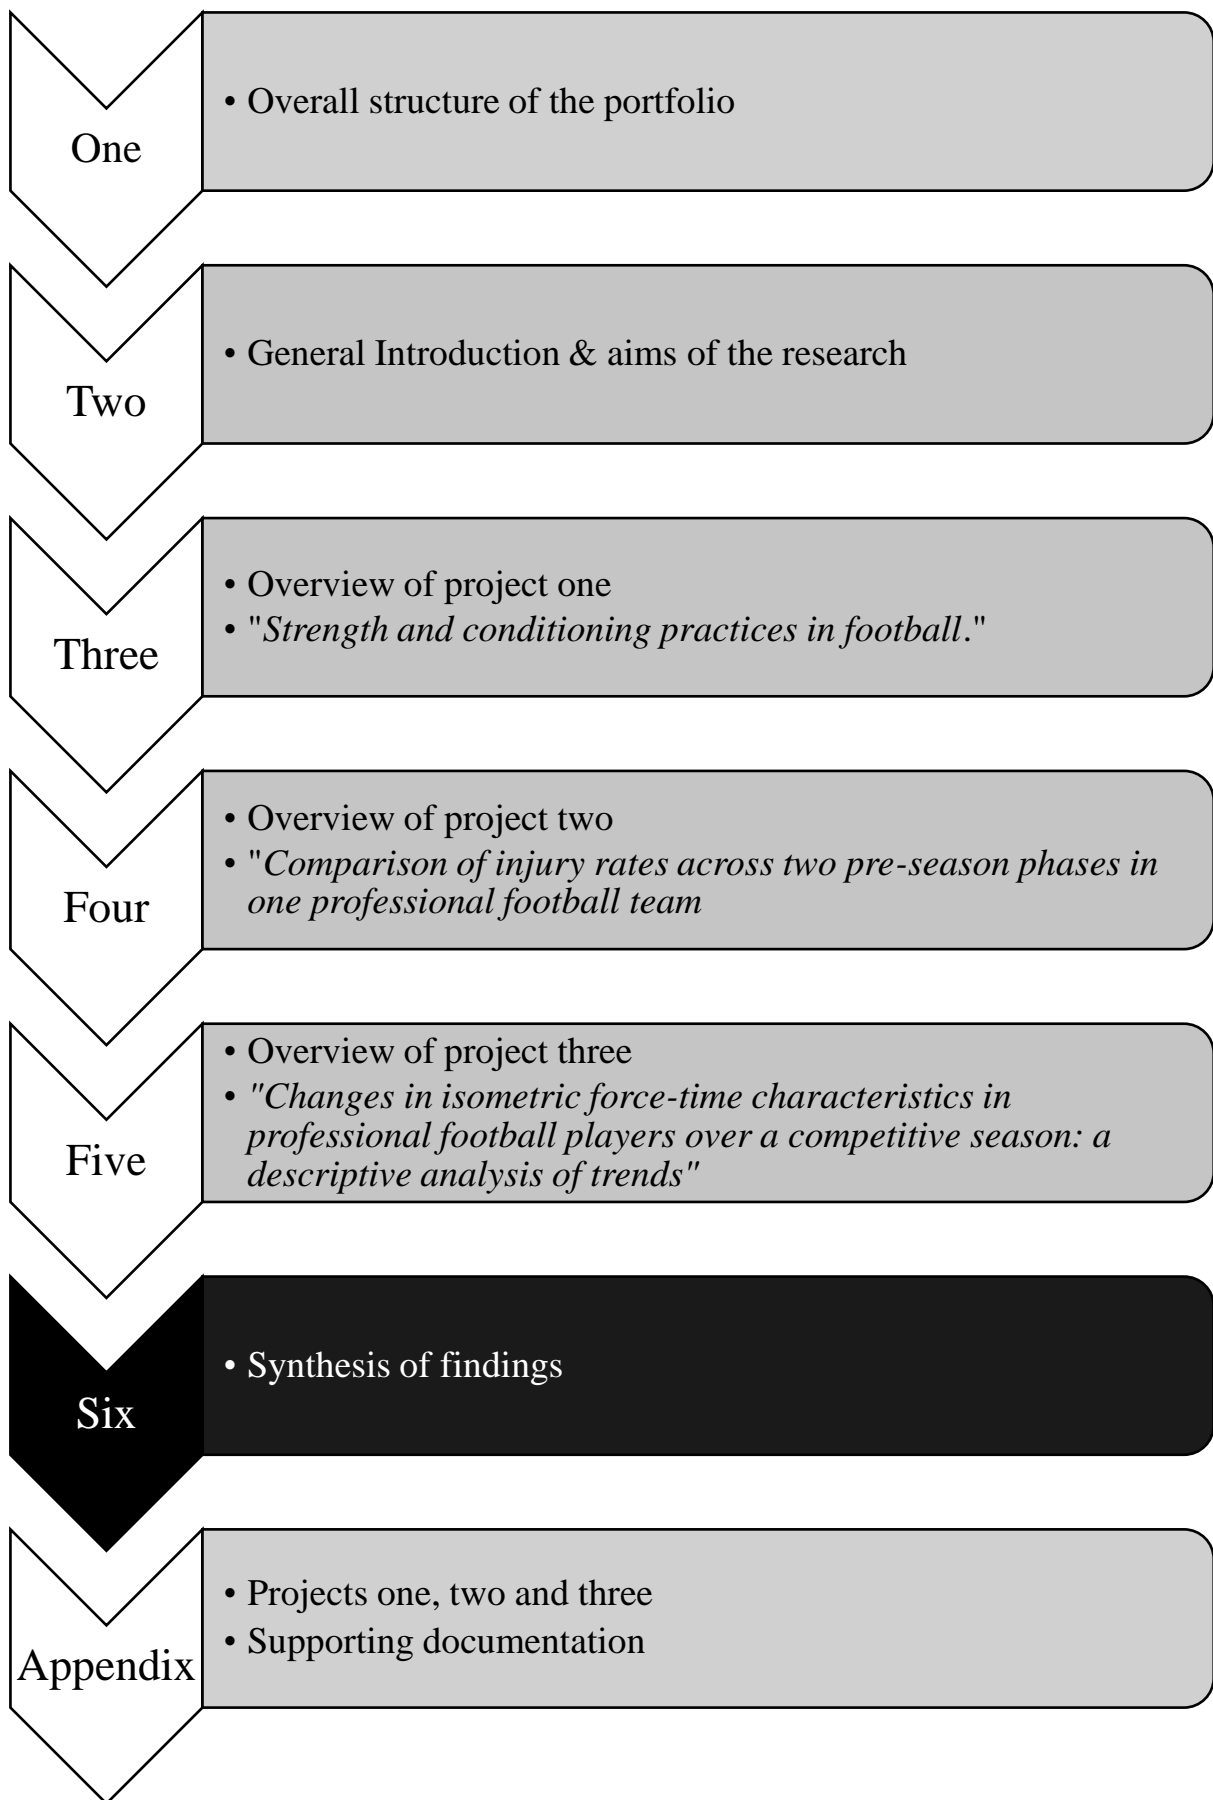 One
• Overall structure of the portfolio
Two
• General Introduction & aims of the research
Three
• Overview of project one
• "Strength and conditioning practices in football."
Four
• Overview of project two
• "Comparison of injury rates across two pre-season phases in
one professional football team
Five
• Overview of project three
• "Changes in isometric force-time characteristics in
professional football players over a competitive season: a
descriptive analysis of trends"
Six
• Synthesis of findings
Appendix
• Projects one, two and three
• Supporting documentation